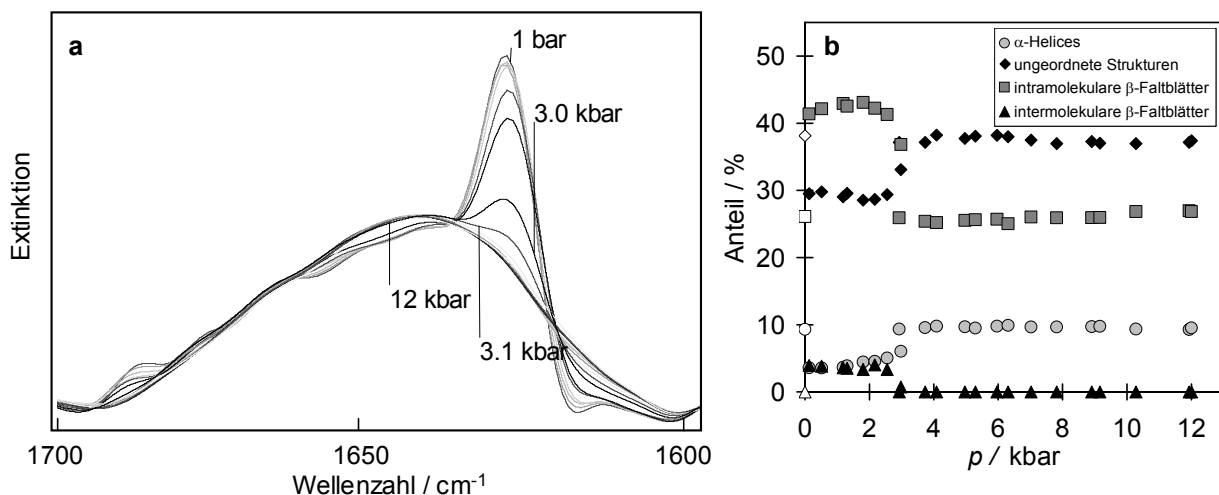 a
1 bar
3.0 kbar
12 kbar
3.1 kbar
Extinktion
1700
1650
1600
Wellenzahl / cm⁻¹
b
α-Helices
ungeordnete Strukturen
intramolekulare β-Faltblätter
intermolekulare β-Faltblätter
Anteil / %
50
40
30
20
10
0
0 2 4 6 8 10 12
p / kbar